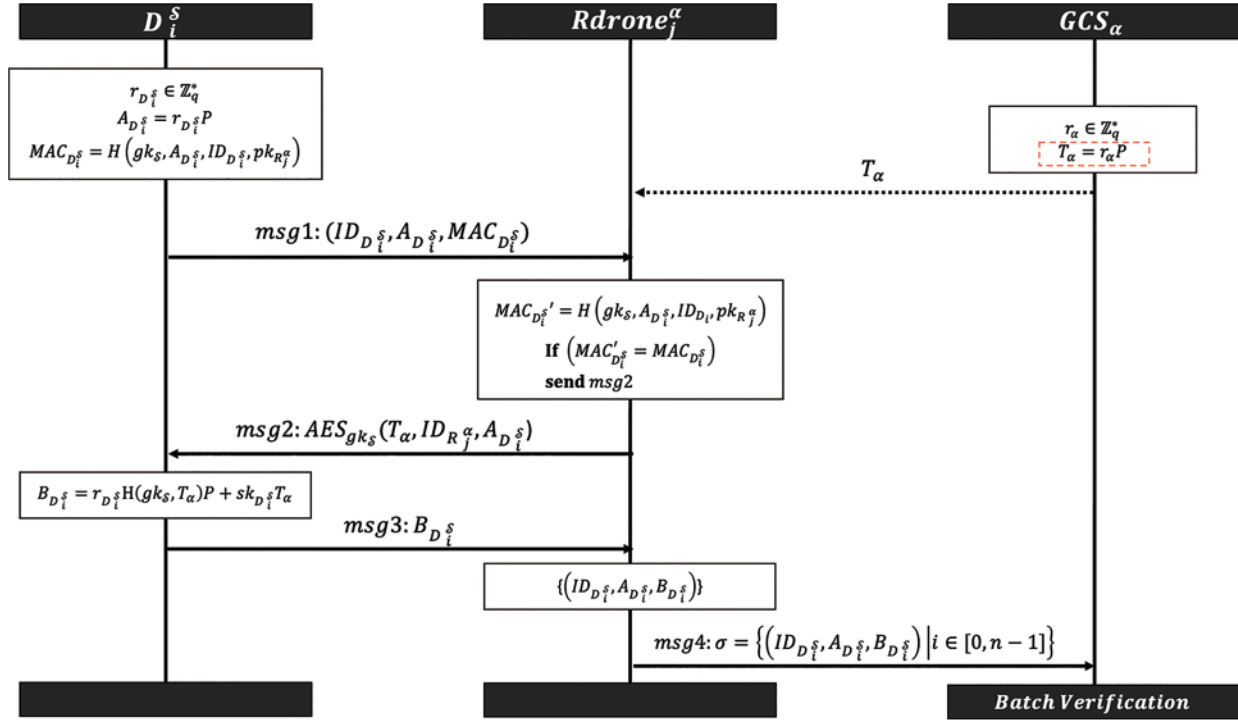 D_i^S
Rdrone_j^α
GCS_α
r_{D_i^S} ∈ ℤ_q^*
A_{D_i^S} = r_{D_i^S}P
MAC_{D_i^S} = H(gk_S, A_{D_i^S}, ID_{D_i^S}, pk_{R_j^α})
r_α ∈ ℤ_q^*
T_α = r_αP
T_α
msg1: (ID_{D_i^S}, A_{D_i^S}, MAC_{D_i^S})
MAC_{D_i^S}′ = H(gk_S, A_{D_i^S}, ID_{D_i}, pk_{R_j^α})
If (MAC′_{D_i^S} = MAC_{D_i^S})
send msg2
msg2: AES_{gk_S}(T_α, ID_{R_j^α}, A_{D_i^S})
B_{D_i^S} = r_{D_i^S}H(gk_S, T_α)P + sk_{D_i^S}T_α
msg3: B_{D_i^S}
{(ID_{D_i^S}, A_{D_i^S}, B_{D_i^S})}
msg4: σ = {(ID_{D_i^S}, A_{D_i^S}, B_{D_i^S}) | i ∈ [0, n − 1]}
Batch Verification